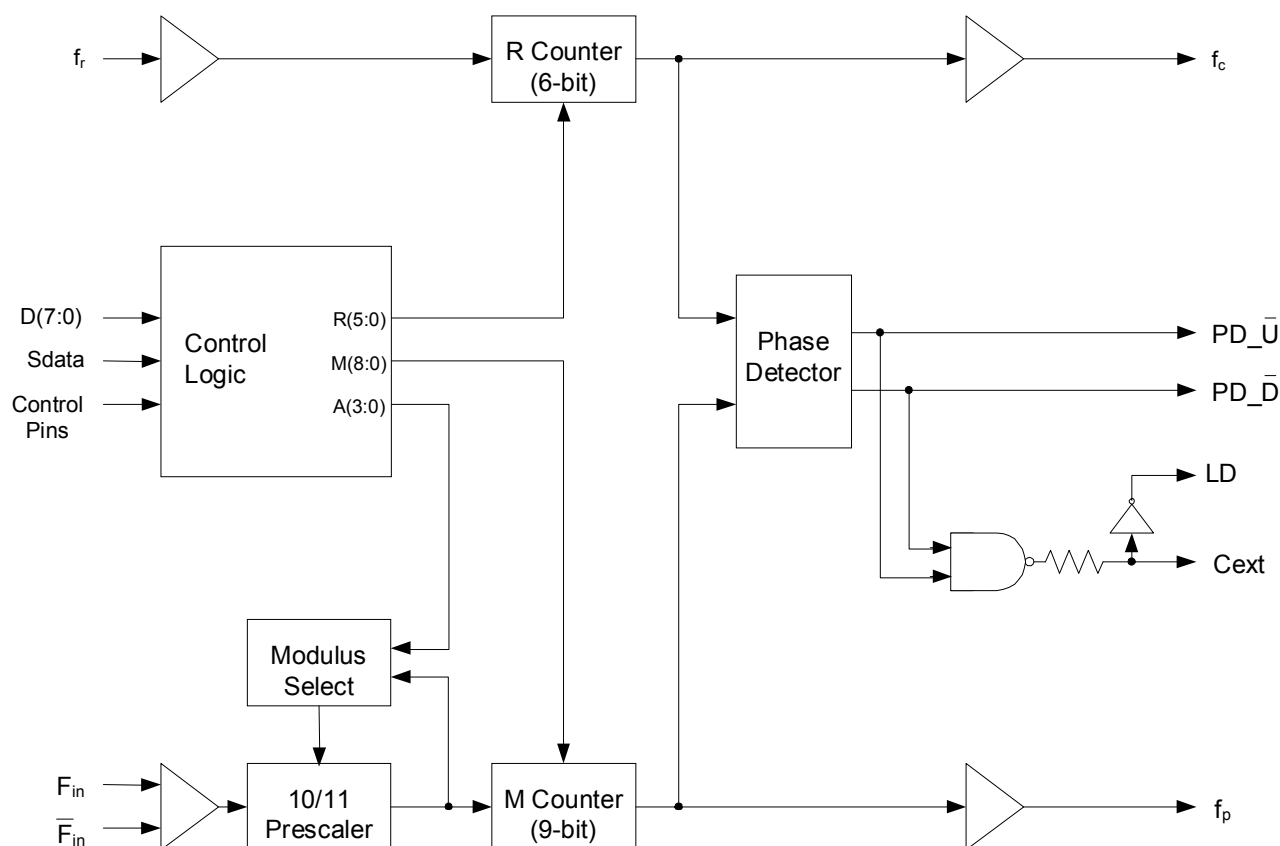 fr
R Counter
(6-bit)
fc
D(7:0)
Sdata
Control
Pins
Control
Logic
R(5:0)
M(8:0)
A(3:0)
Phase
Detector
PD_U̅
PD_D̅
LD
Cext
Modulus
Select
Fin
F̅in
10/11
Prescaler
M Counter
(9-bit)
fp